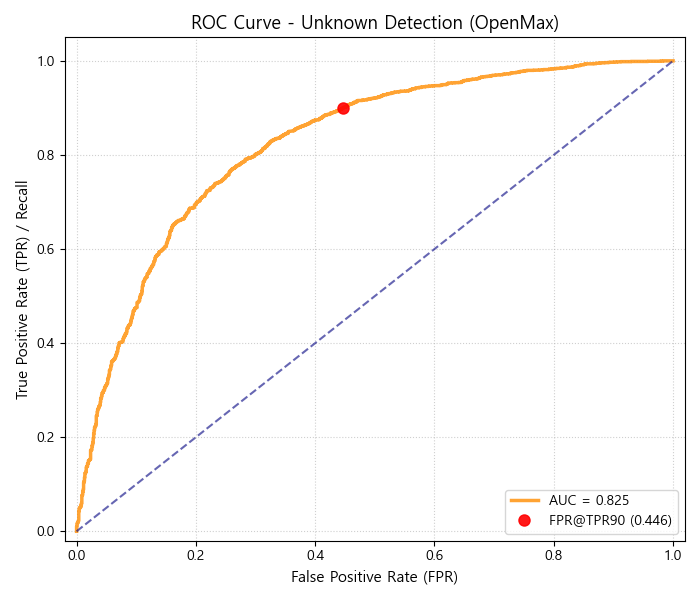 ROC Curve - Unknown Detection (OpenMax)
True Positive Rate (TPR) / Recall
1.0
0.8
0.6
0.4
0.2
0.0
0.0 0.2 0.4 0.6 0.8 1.0
False Positive Rate (FPR)
AUC = 0.825
FPR@TPR90 (0.446)